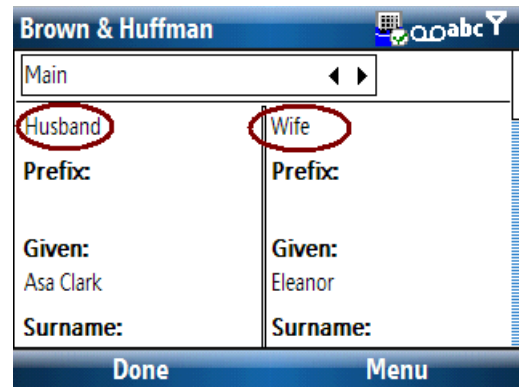 Brown & Huffman abc
Main
Husband Wife
Prefix: Prefix:
Given: Given:
Asa Clark Eleanor
Surname: Surname:
Done Menu